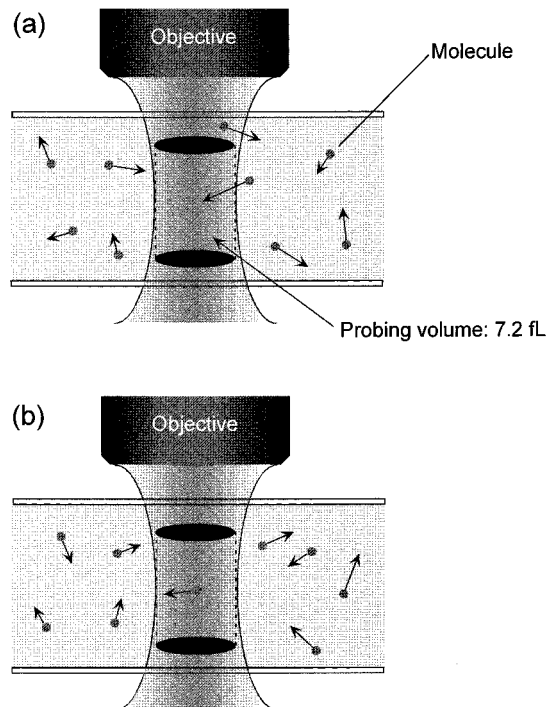 (a)
Objective
Molecule
Probing volume: 7.2 fL
(b)
Objective